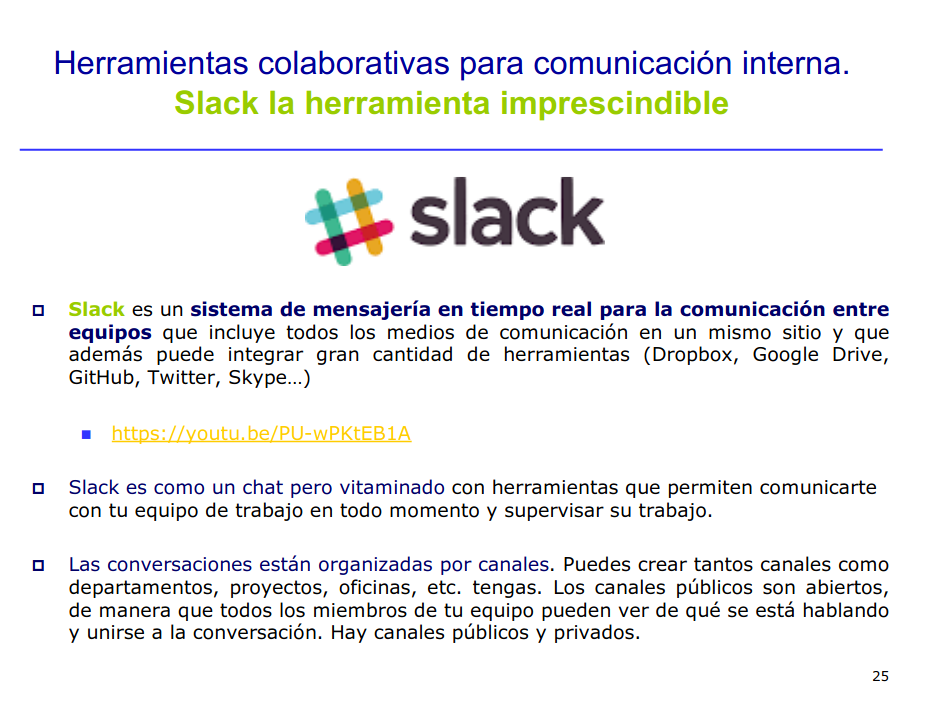 Herramientas colaborativas para comunicación interna.
Slack la herramienta imprescindible
slack
Slack es un sistema de mensajería en tiempo real para la comunicación entre
equipos que incluye todos los medios de comunicación en un mismo sitio y que
además puede integrar gran cantidad de herramientas (Dropbox, Google Drive,
GitHub, Twitter, Skype…)
https://youtu.be/PU-wPKtEB1A
Slack es como un chat pero vitaminado con herramientas que permiten comunicarte
con tu equipo de trabajo en todo momento y supervisar su trabajo.
Las conversaciones están organizadas por canales. Puedes crear tantos canales como
departamentos, proyectos, oficinas, etc. tengas. Los canales públicos son abiertos,
de manera que todos los miembros de tu equipo pueden ver de qué se está hablando
y unirse a la conversación. Hay canales públicos y privados.
25